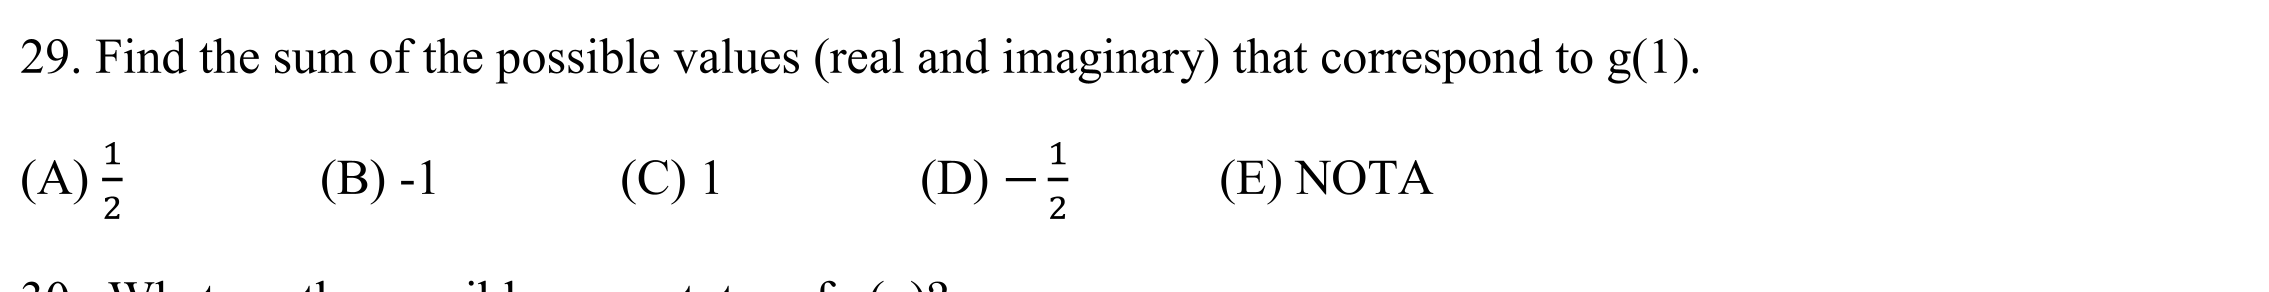 29. Find the sum of the possible values (real and imaginary) that correspond to g(1).
(A) 1/2 (B) -1 (C) 1 (D) − 1/2 (E) NOTA